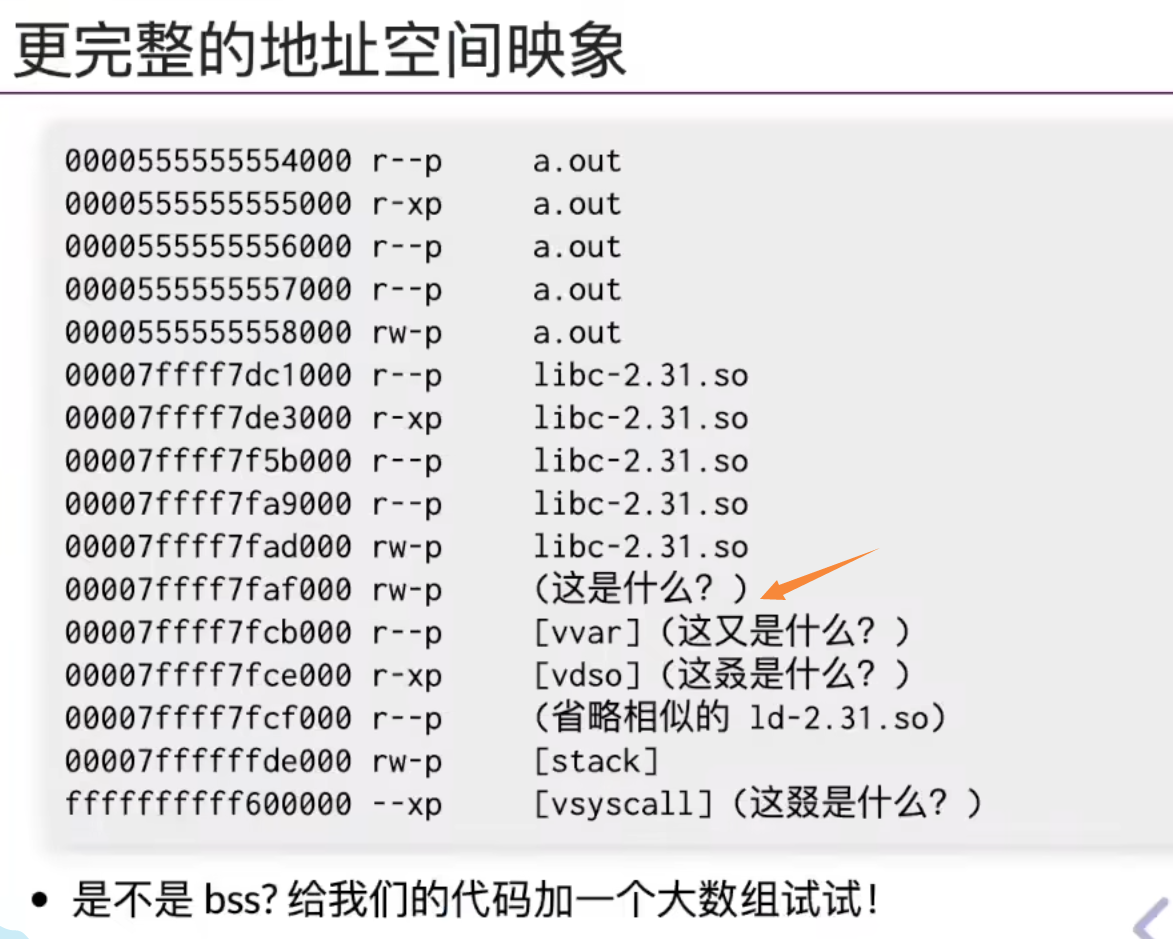 更完整的地址空间映象
0000555555554000 r--p a.out
0000555555555000 r-xp a.out
0000555555556000 r--p a.out
0000555555557000 r--p a.out
0000555555558000 rw-p a.out
00007ffff7dc1000 r--p libc-2.31.so
00007ffff7de3000 r-xp libc-2.31.so
00007ffff7f5b000 r--p libc-2.31.so
00007ffff7fa9000 r--p libc-2.31.so
00007ffff7fad000 rw-p libc-2.31.so
00007ffff7faf000 rw-p (这是什么？)
00007ffff7fcb000 r--p [vvar] (这又是什么？)
00007ffff7fce000 r-xp [vdso] (这叒是什么？)
00007ffff7fcf000 r--p (省略相似的 ld-2.31.so)
00007ffffffde000 rw-p [stack]
ffffffffff600000 --xp [vsyscall] (这叕是什么？)
• 是不是 bss? 给我们的代码加一个大数组试试！